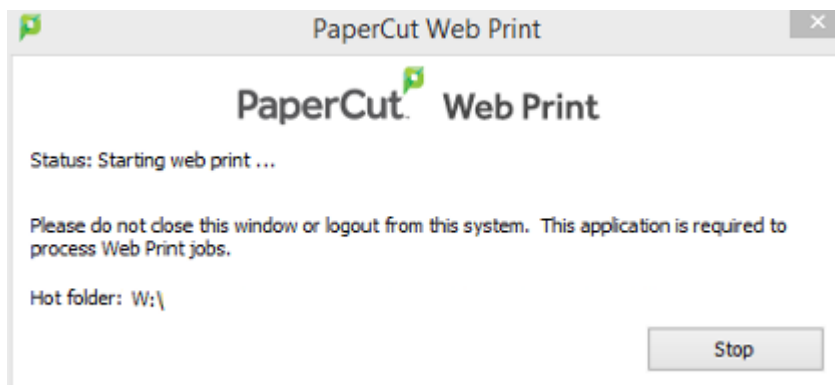 PaperCut Web Print
PaperCut™ Web Print
Status: Starting web print ...
Please do not close this window or logout from this system. This application is required to
process Web Print jobs.
Hot folder: W:\
Stop